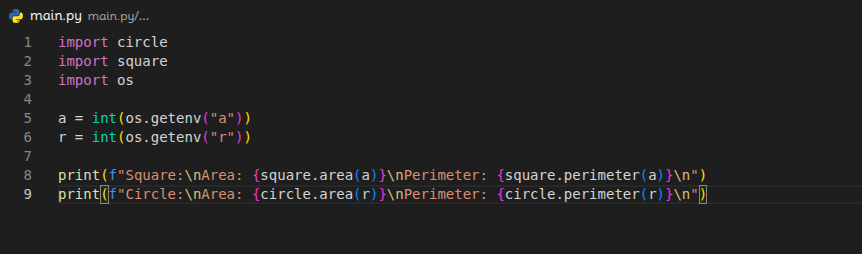 main.py main.py/...
1 import circle
2 import square
3 import os
4
5 a = int(os.getenv("a"))
6 r = int(os.getenv("r"))
7
8 print(f"Square:\nArea: {square.area(a)}\nPerimeter: {square.perimeter(a)}\n")
9 print(f"Circle:\nArea: {circle.area(r)}\nPerimeter: {circle.perimeter(r)}\n")